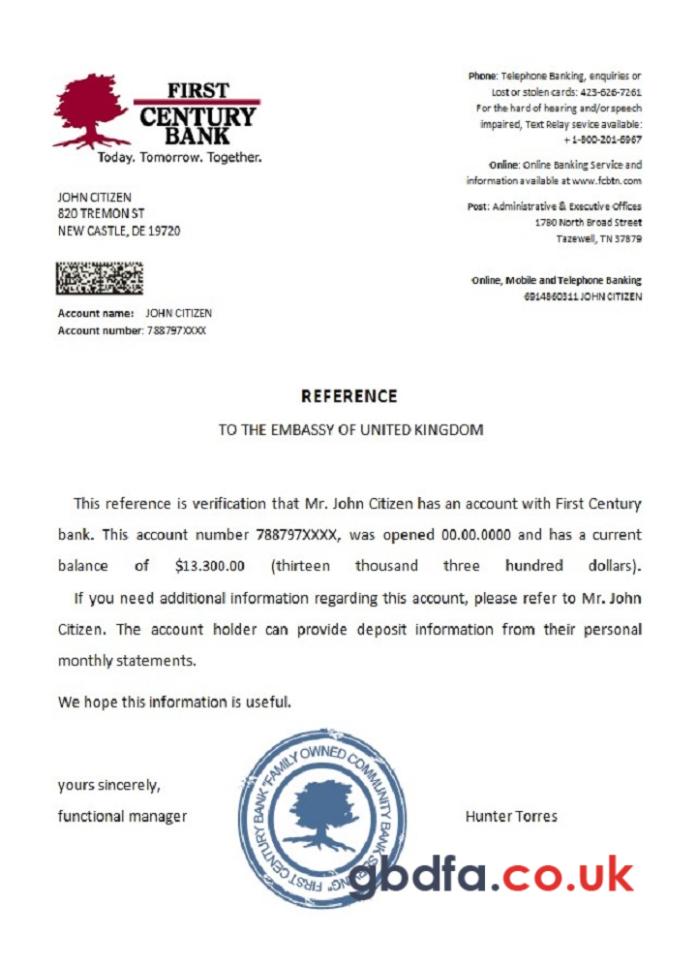 FIRST
CENTURY
BANK
Today. Tomorrow. Together.
Phone: Telephone Banking, enquiries or
Lost or stolen cards: 423-626-7261
For the hard of hearing and/or speech
impaired, Text Relay sevice available:
+ 1-800-201-6967
Online: Online Banking Service and
information available at www.fcbtn.com
Post: Administrative & Executive Offices
1780 North Broad Street
Tazewell, TN 37879
Online, Mobile and Telephone Banking
6914860311 JOHN CITIZEN
JOHN CITIZEN
820 TREMON ST
NEW CASTLE, DE 19720
Account name: JOHN CITIZEN
Account number: 788797XXXX
REFERENCE
TO THE EMBASSY OF UNITED KINGDOM
This reference is verification that Mr. John Citizen has an account with First Century
bank. This account number 788797XXXX, was opened 00.00.0000 and has a current
balance of $13.300.00 (thirteen thousand three hundred dollars).
If you need additional information regarding this account, please refer to Mr. John
Citizen. The account holder can provide deposit information from their personal
monthly statements.
We hope this information is useful.
yours sincerely,
functional manager
Hunter Torres
FIRST CENTURY BANK "FAMILY OWNED COMMUNITY BANK
gbdfa.co.uk